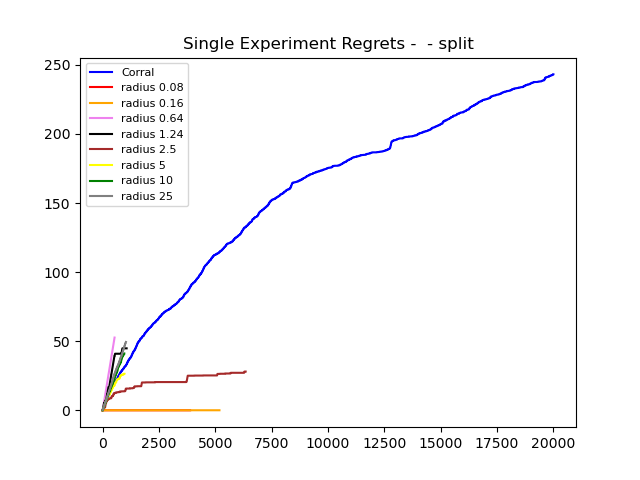 Single Experiment Regrets -  - split
250
200
150
100
50
0
Corral
radius 0.08
radius 0.16
radius 0.64
radius 1.24
radius 2.5
radius 5
radius 10
radius 25
0 2500 5000 7500 10000 12500 15000 17500 20000